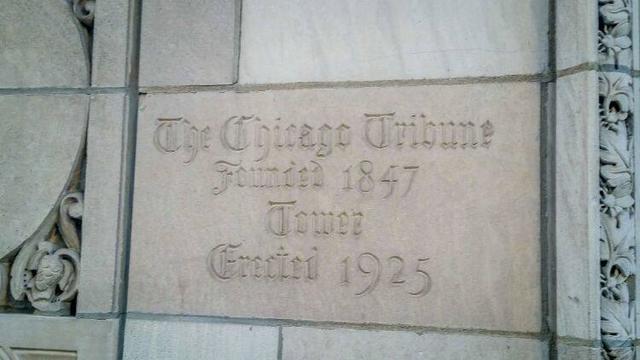 The Chicago Tribune
Founded 1847
Tower
Erected 1925